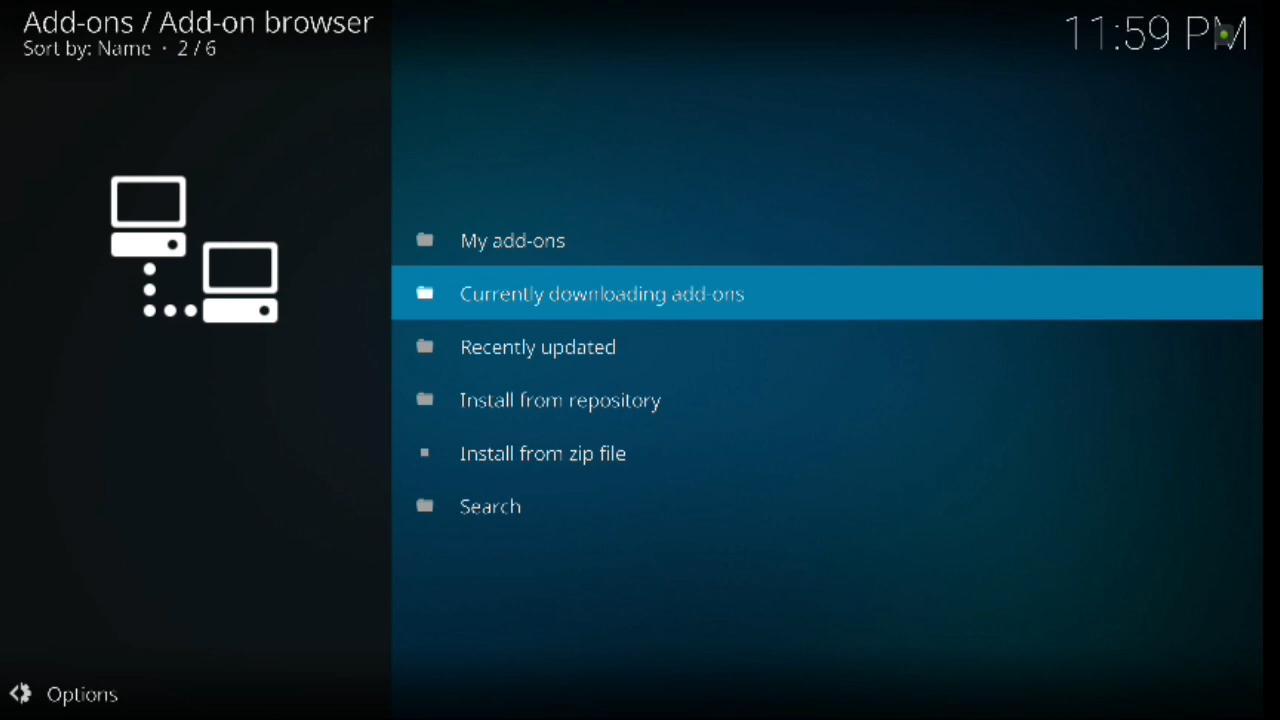 Add-ons / Add-on browser
Sort by: Name · 2 / 6
11:59 PM
My add-ons
Currently downloading add-ons
Recently updated
Install from repository
Install from zip file
Search
Options